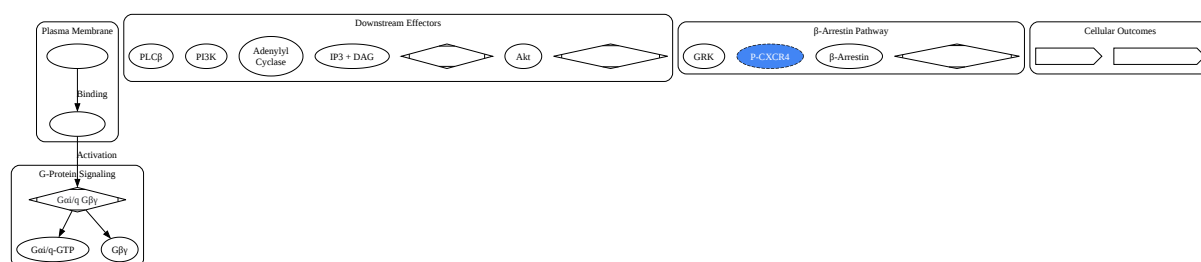 Plasma Membrane
Binding
Activation
G-Protein Signaling
Gαi/q Gβγ
Gαi/q-GTP
Gβγ
Downstream Effectors
PLCβ
PI3K
Adenylyl
Cyclase
IP3 + DAG
Akt
β-Arrestin Pathway
GRK
P-CXCR4
β-Arrestin
Cellular Outcomes